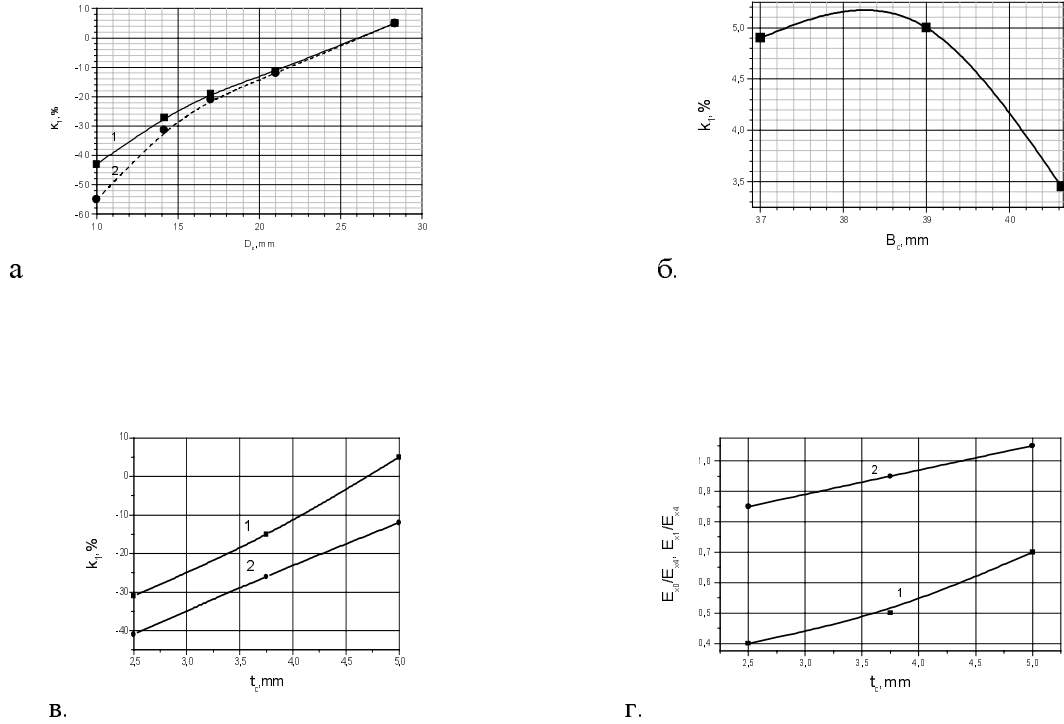 10
0
-10
-20
-30
-40
-50
-60
10 15 20 25 30
K₁, %
D꜀, mm
1
2
а
5,0
4,5
4,0
3,5
37 38 39 40
k₁, %
B꜀, mm
б.
10
0
-10
-20
-30
-40
2,5 3,0 3,5 4,0 4,5 5,0
k₁, %
t꜀, mm
1
2
в.
1,0
0,9
0,8
0,7
0,6
0,5
0,4
2,5 3,0 3,5 4,0 4,5 5,0
Eₓ₀/Eₓ₄, Eₓ₁/Eₓ₄
t꜀, mm
2
1
г.